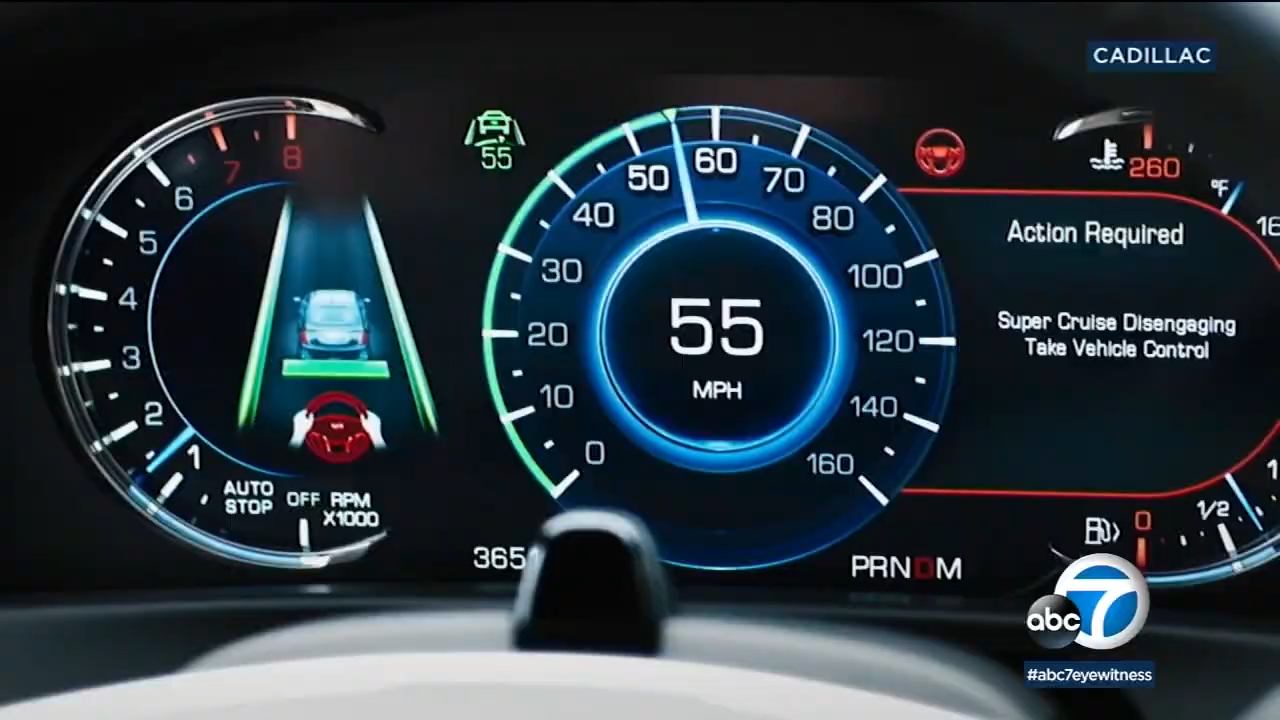 CADILLAC
8
7
6
5
4
3
2
1
AUTO
STOP
OFF
RPM
X1000
55
0
10
20
30
40
50
60
70
80
100
120
140
160
55
MPH
365
PRNDM
260
°F
16
Action Required
Super Cruise Disengaging
Take Vehicle Control
1/2
0
abc7
#abc7eyewitness